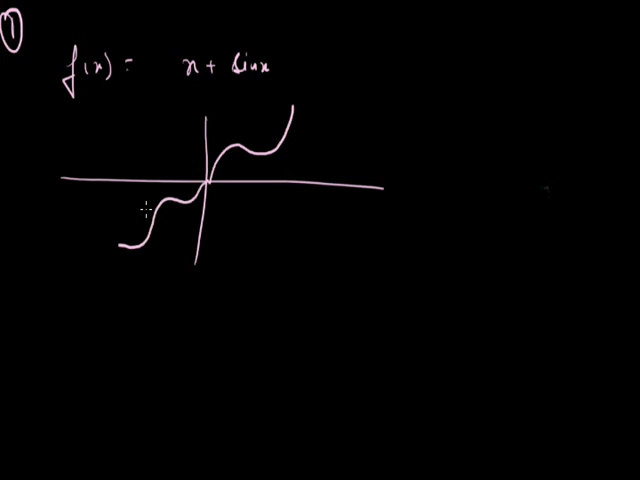 1
f(x) = x + sinx